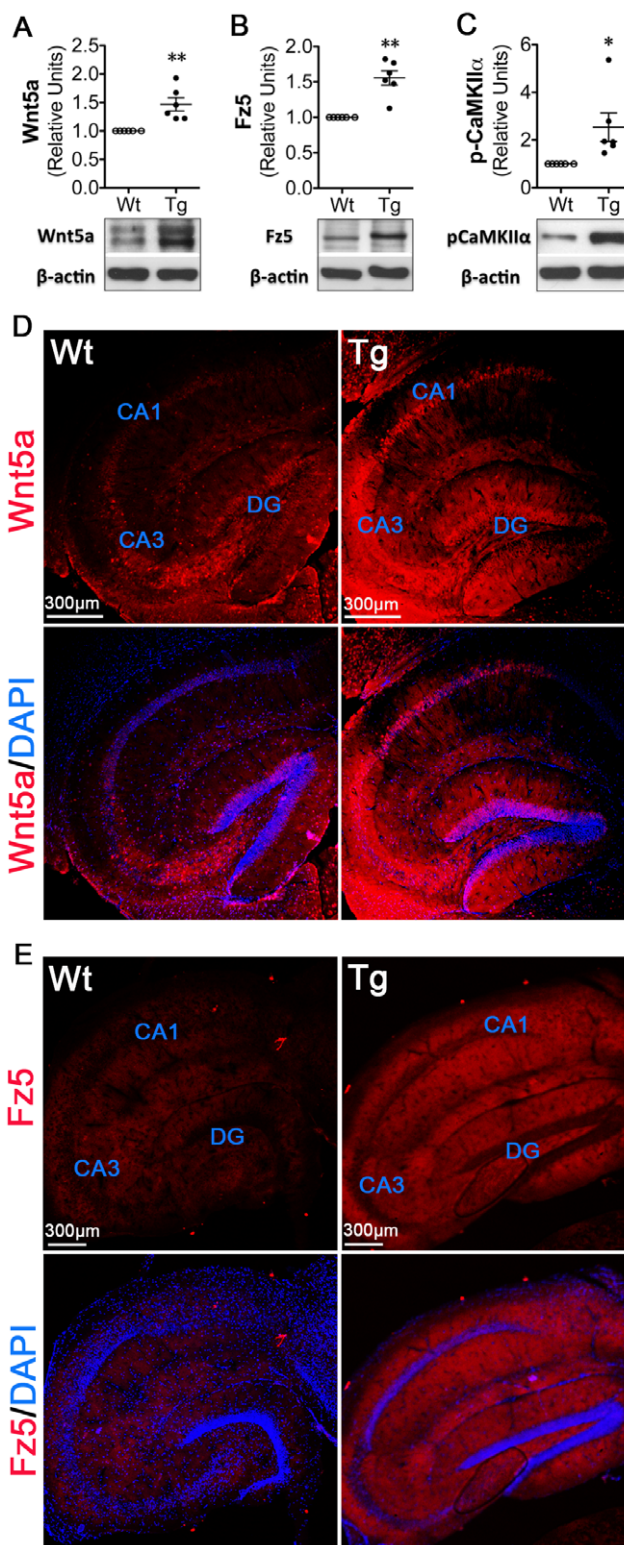 A
Wnt5a
(Relative Units)
2.5
2.0
1.5
1.0
0.5
0.0
**
Wt Tg
Wnt5a
β-actin
B
Fz5
(Relative Units)
2.0
1.5
1.0
0.5
0.0
**
Wt Tg
Fz5
β-actin
C
p-CaMKIIα
(Relative Units)
6
4
2
0
*
Wt Tg
pCaMKIIα
β-actin
D
Wnt5a
Wt
CA1
CA3
DG
300µm
Tg
CA1
CA3
DG
300µm
Wnt5a/DAPI
E
Fz5
Wt
CA1
CA3
DG
300µm
Tg
CA1
CA3
DG
300µm
Fz5/DAPI